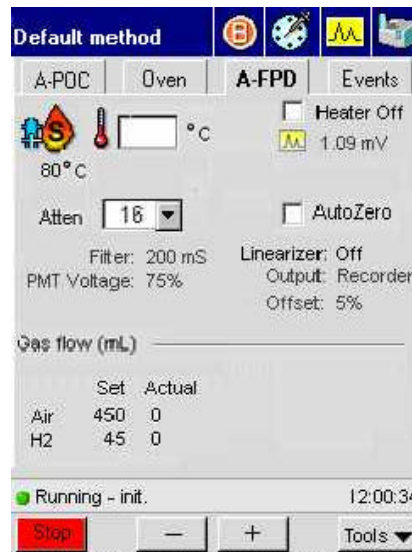 Default method
A-POC Oven A-FPD Events
Heater Off
°C
1.09 mV
80°C
Atten 16 AutoZero
Filter: 200 mS Linearizer: Off
PMT Voltage: 75% Output: Recorder
Offset: 5%
Gas flow (mL)
Set Actual
Air 450 0
H2 45 0
Running - init. 12:00:34
Stop - + Tools